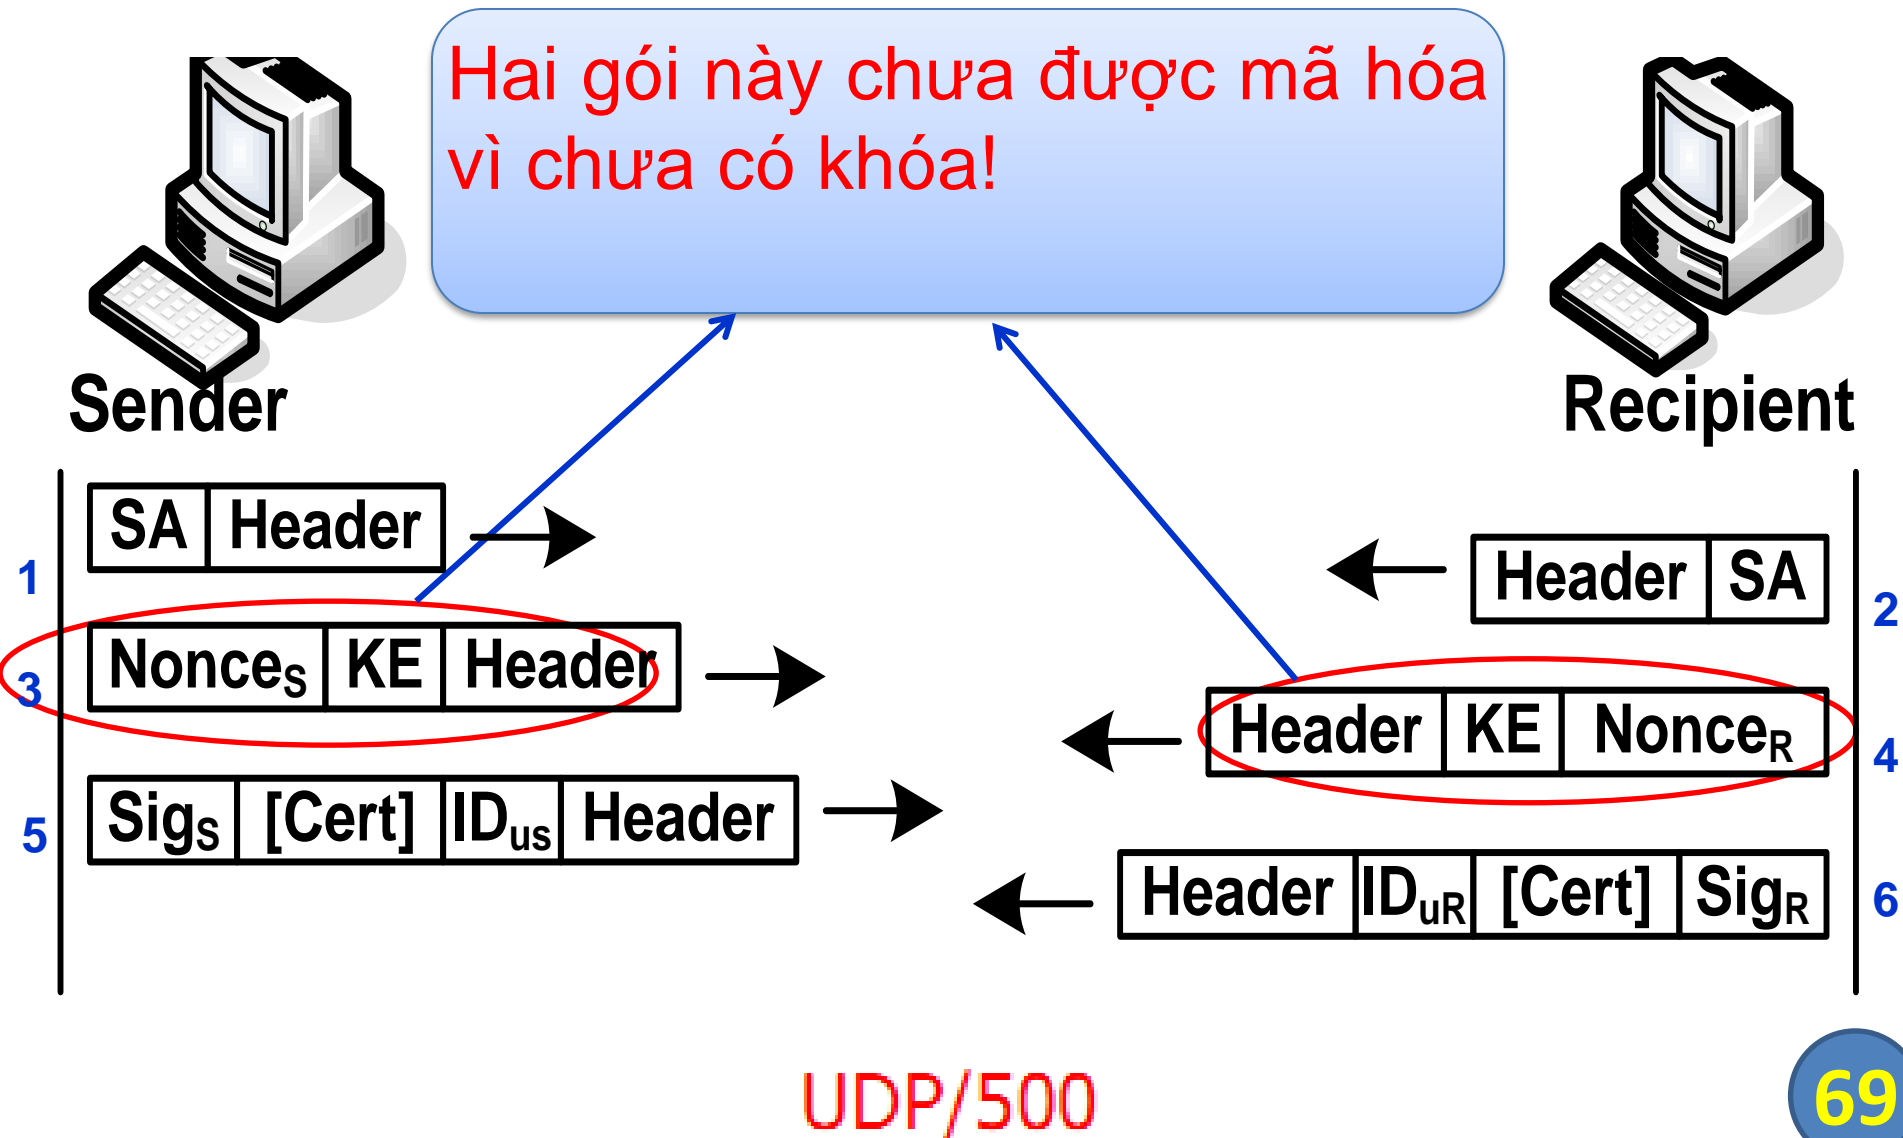 Hai gói này chưa được mã hóa
vì chưa có khóa!
Sender
Recipient
SA Header
1
Header SA
2
NonceS KE Header
3
Header KE NonceR
4
SigS [Cert] IDus Header
5
Header IDuR [Cert] SigR
6
UDP/500
69